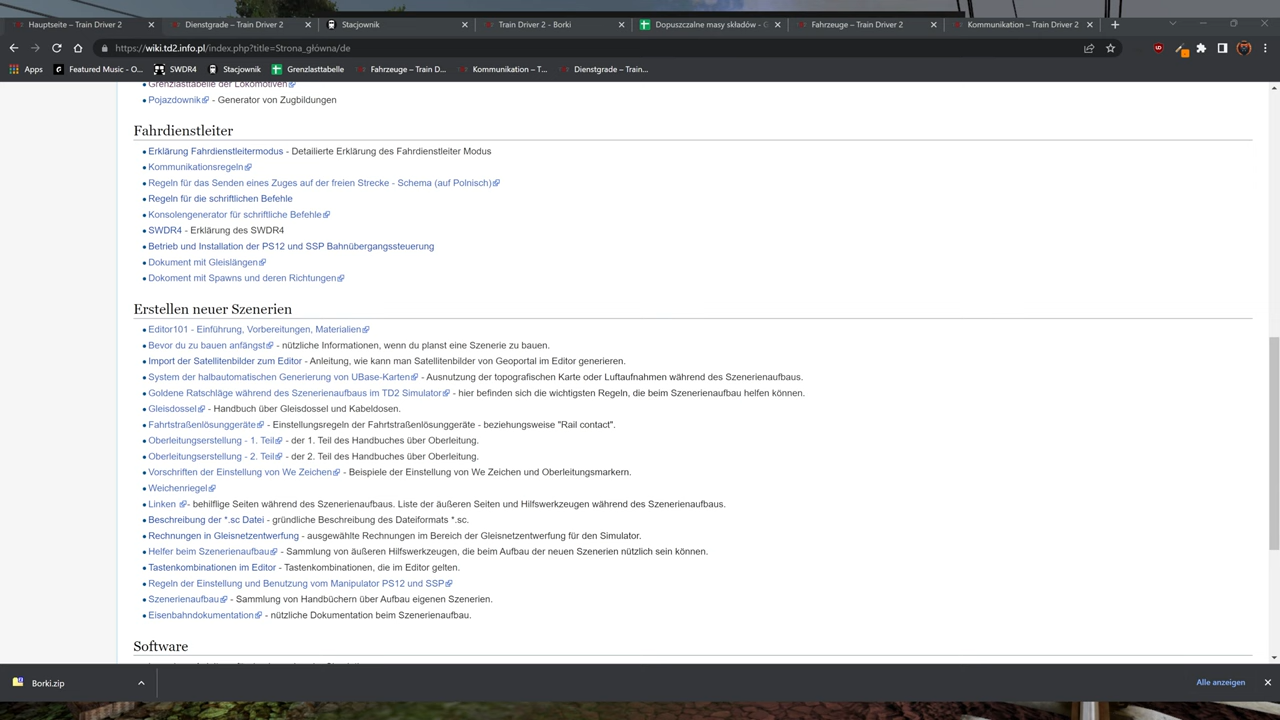 Hauptseite – Train Driver 2
Dienstgrade – Train Driver 2
Stacjownik
Train Driver 2 - Borki
Dopuszczalne masy składów - G
Fahrzeuge – Train Driver 2
Kommunikation – Train Driver 2
https://wiki.td2.info.pl/index.php?title=Strona_główna/de
Apps
Featured Music - O...
SWDR4
Stacjownik
Grenzlasttabelle
Fahrzeuge – Train D...
Kommunikation – T...
Dienstgrade – Train...
Grenzlasttabelle der Lokomotiven
Pojazdownik - Generator von Zugbildungen
Fahrdienstleiter
Erklärung Fahrdienstleitermodus - Detailierte Erklärung des Fahrdienstleiter Modus
Kommunikationsregeln
Regeln für das Senden eines Zuges auf der freien Strecke - Schema (auf Polnisch)
Regeln für die schriftlichen Befehle
Konsolengenerator für schriftliche Befehle
SWDR4 - Erklärung des SWDR4
Betrieb und Installation der PS12 und SSP Bahnübergangssteuerung
Dokument mit Gleislängen
Dokoment mit Spawns und deren Richtungen
Erstellen neuer Szenerien
Editor101 - Einführung, Vorbereitungen, Materialien
Bevor du zu bauen anfängst - nützliche Informationen, wenn du planst eine Szenerie zu bauen.
Import der Satellitenbilder zum Editor - Anleitung, wie kann man Satellitenbilder von Geoportal im Editor generieren.
System der halbautomatischen Generierung von UBase-Karten - Ausnutzung der topografischen Karte oder Luftaufnahmen während des Szenerienaufbaus.
Goldene Ratschläge während des Szenerienaufbaus im TD2 Simulator - hier befinden sich die wichtigsten Regeln, die beim Szenerienaufbau helfen können.
Gleisdossel - Handbuch über Gleisdossel und Kabeldosen.
Fahrtstraßenlösunggeräte - Einstellungsregeln der Fahrtstraßenlösunggeräte - beziehungsweise "Rail contact".
Oberleitungserstellung - 1. Teil - der 1. Teil des Handbuches über Oberleitung.
Oberleitungserstellung - 2. Teil - der 2. Teil des Handbuches über Oberleitung.
Vorschriften der Einstellung von We Zeichen - Beispiele der Einstellung von We Zeichen und Oberleitungsmarkern.
Weichenriegel
Linken - behilflige Seiten während des Szenerienaufbaus. Liste der äußeren Seiten und Hilfswerkzeugen während des Szenerienaufbaus.
Beschreibung der *.sc Datei - gründliche Beschreibung des Dateiformats *.sc.
Rechnungen in Gleisnetzentwerfung - ausgewählte Rechnungen im Bereich der Gleisnetzentwerfung für den Simulator.
Helfer beim Szenerienaufbau - Sammlung von äußeren Hilfswerkzeugen, die beim Aufbau der neuen Szenerien nützlich sein können.
Tastenkombinationen im Editor - Tastenkombinationen, die im Editor gelten.
Regeln der Einstellung und Benutzung vom Manipulator PS12 und SSP
Szenerienaufbau - Sammlung von Handbüchern über Aufbau eigenen Szenerien.
Eisenbahndokumentation - nützliche Dokumentation beim Szenerienaufbau.
Software
Borki.zip
Alle anzeigen